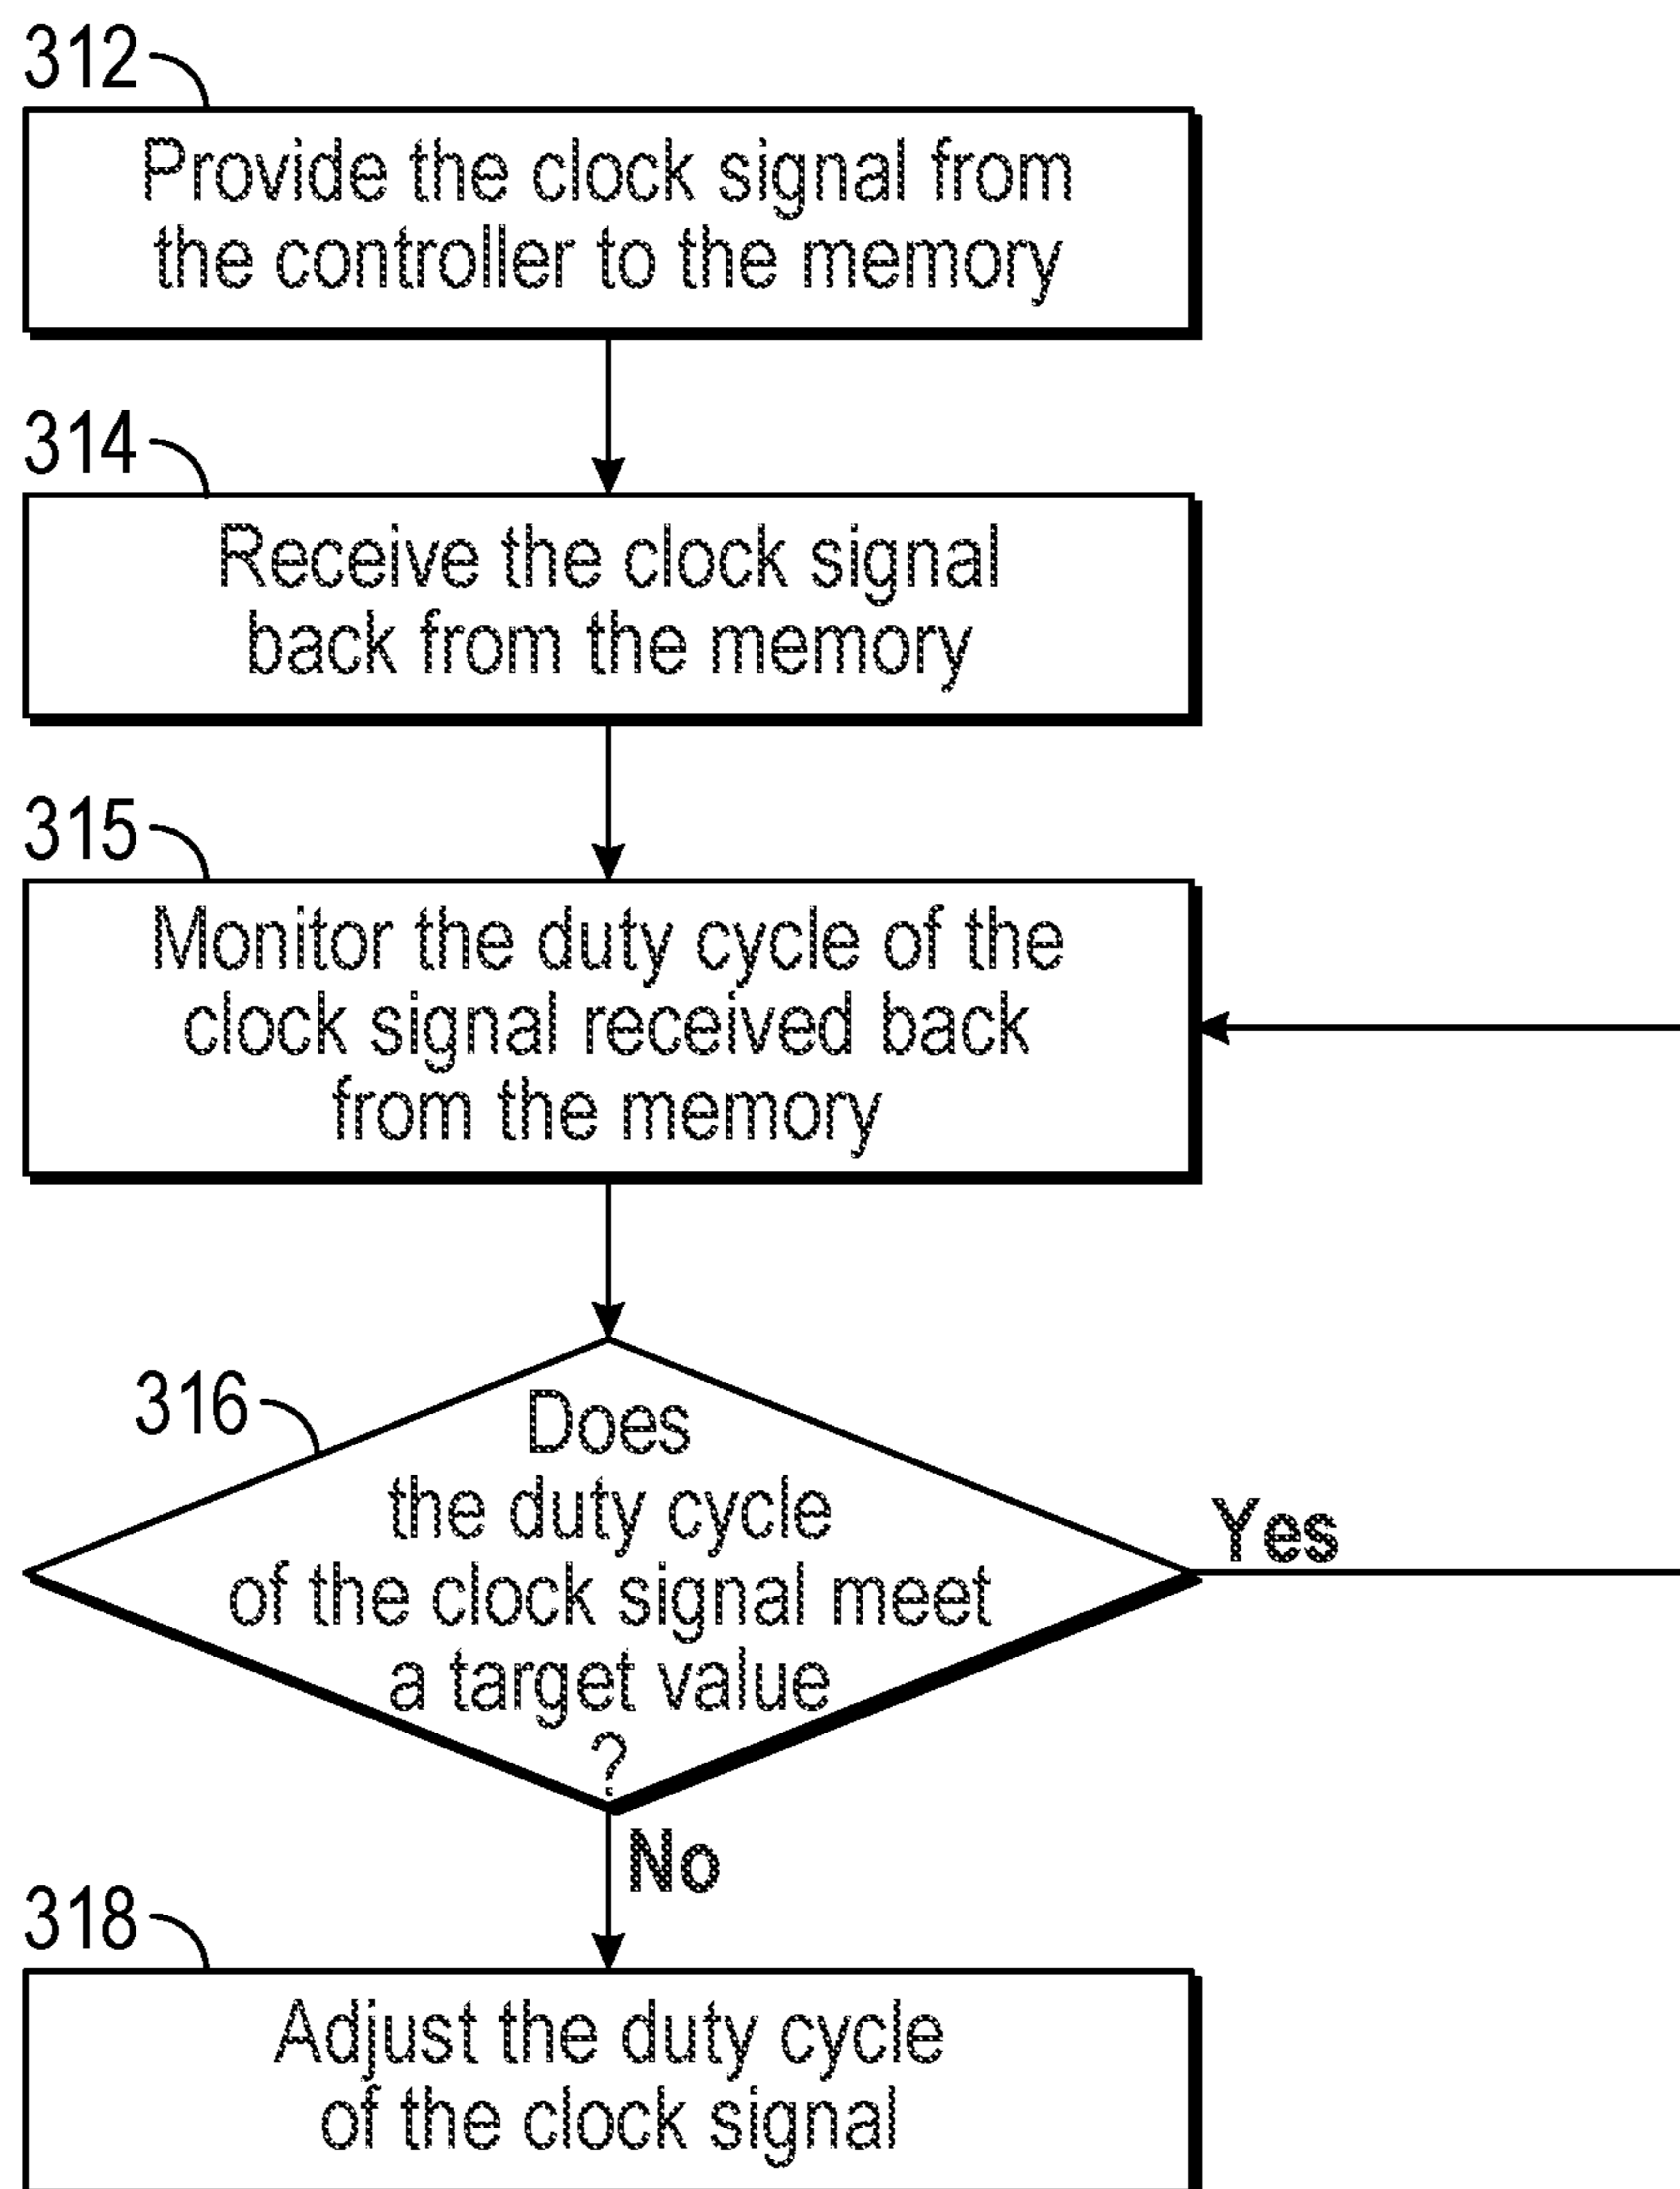 312
Provide the clock signal from
the controller to the memory
314
Receive the clock signal
back from the memory
315
Monitor the duty cycle of the
clock signal received back
from the memory
316
Does
the duty cycle
of the clock signal meet
a target value
?
Yes
No
318
Adjust the duty cycle
of the clock signal